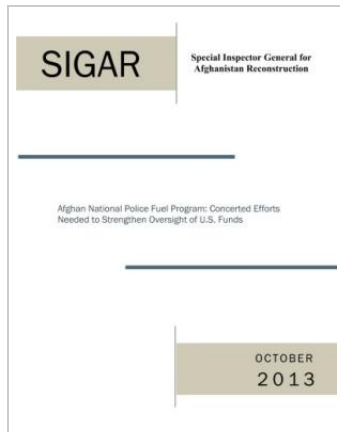 SIGAR
Special Inspector General for
Afghanistan Reconstruction
Afghan National Police Fuel Program: Concerted Efforts
Needed to Strengthen Oversight of U.S. Funds
OCTOBER
2013